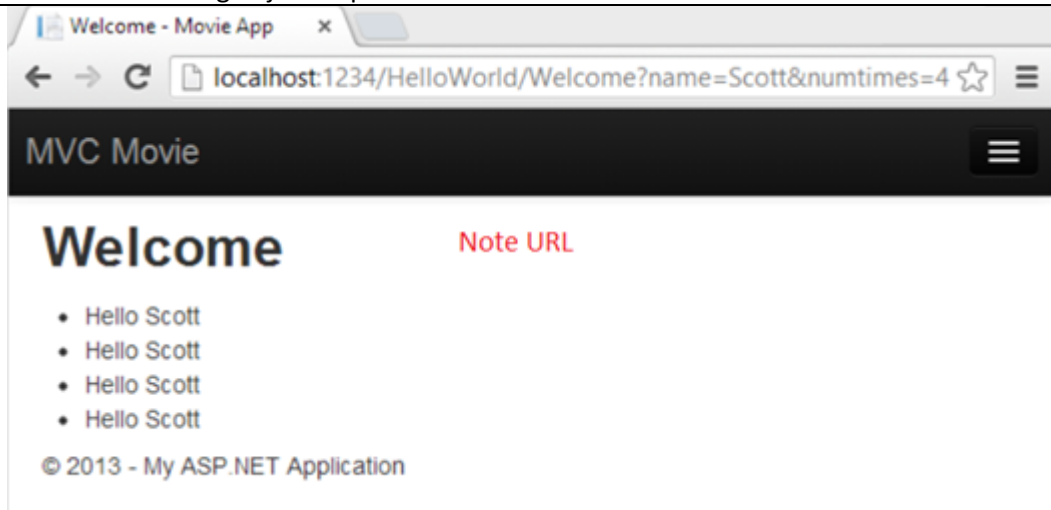 Welcome - Movie App
localhost:1234/HelloWorld/Welcome?name=Scott&numtimes=4
MVC Movie
Welcome
Note URL
• Hello Scott
• Hello Scott
• Hello Scott
• Hello Scott
© 2013 - My ASP.NET Application